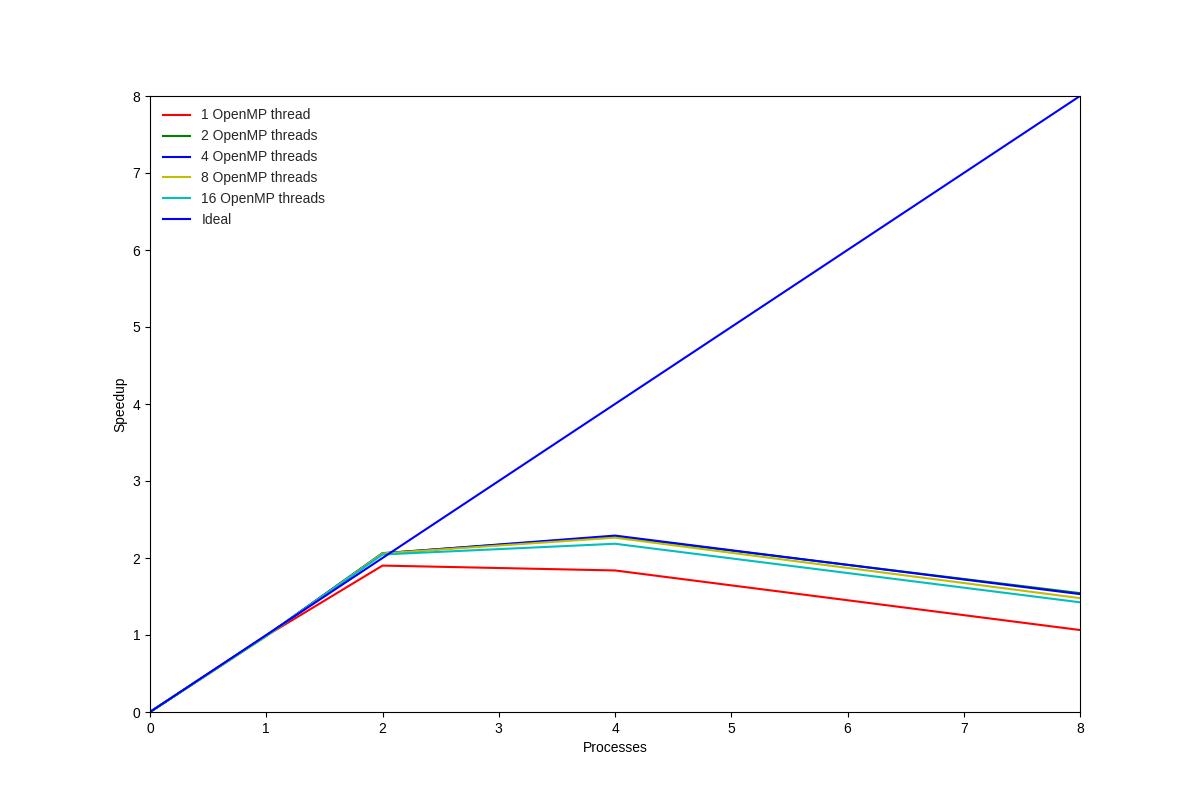 8
1 OpenMP thread
2 OpenMP threads
4 OpenMP threads
8 OpenMP threads
16 OpenMP threads
Ideal
7
6
5
4
Speedup
3
2
1
0
0 1 2 3 4 5 6 7 8
Processes